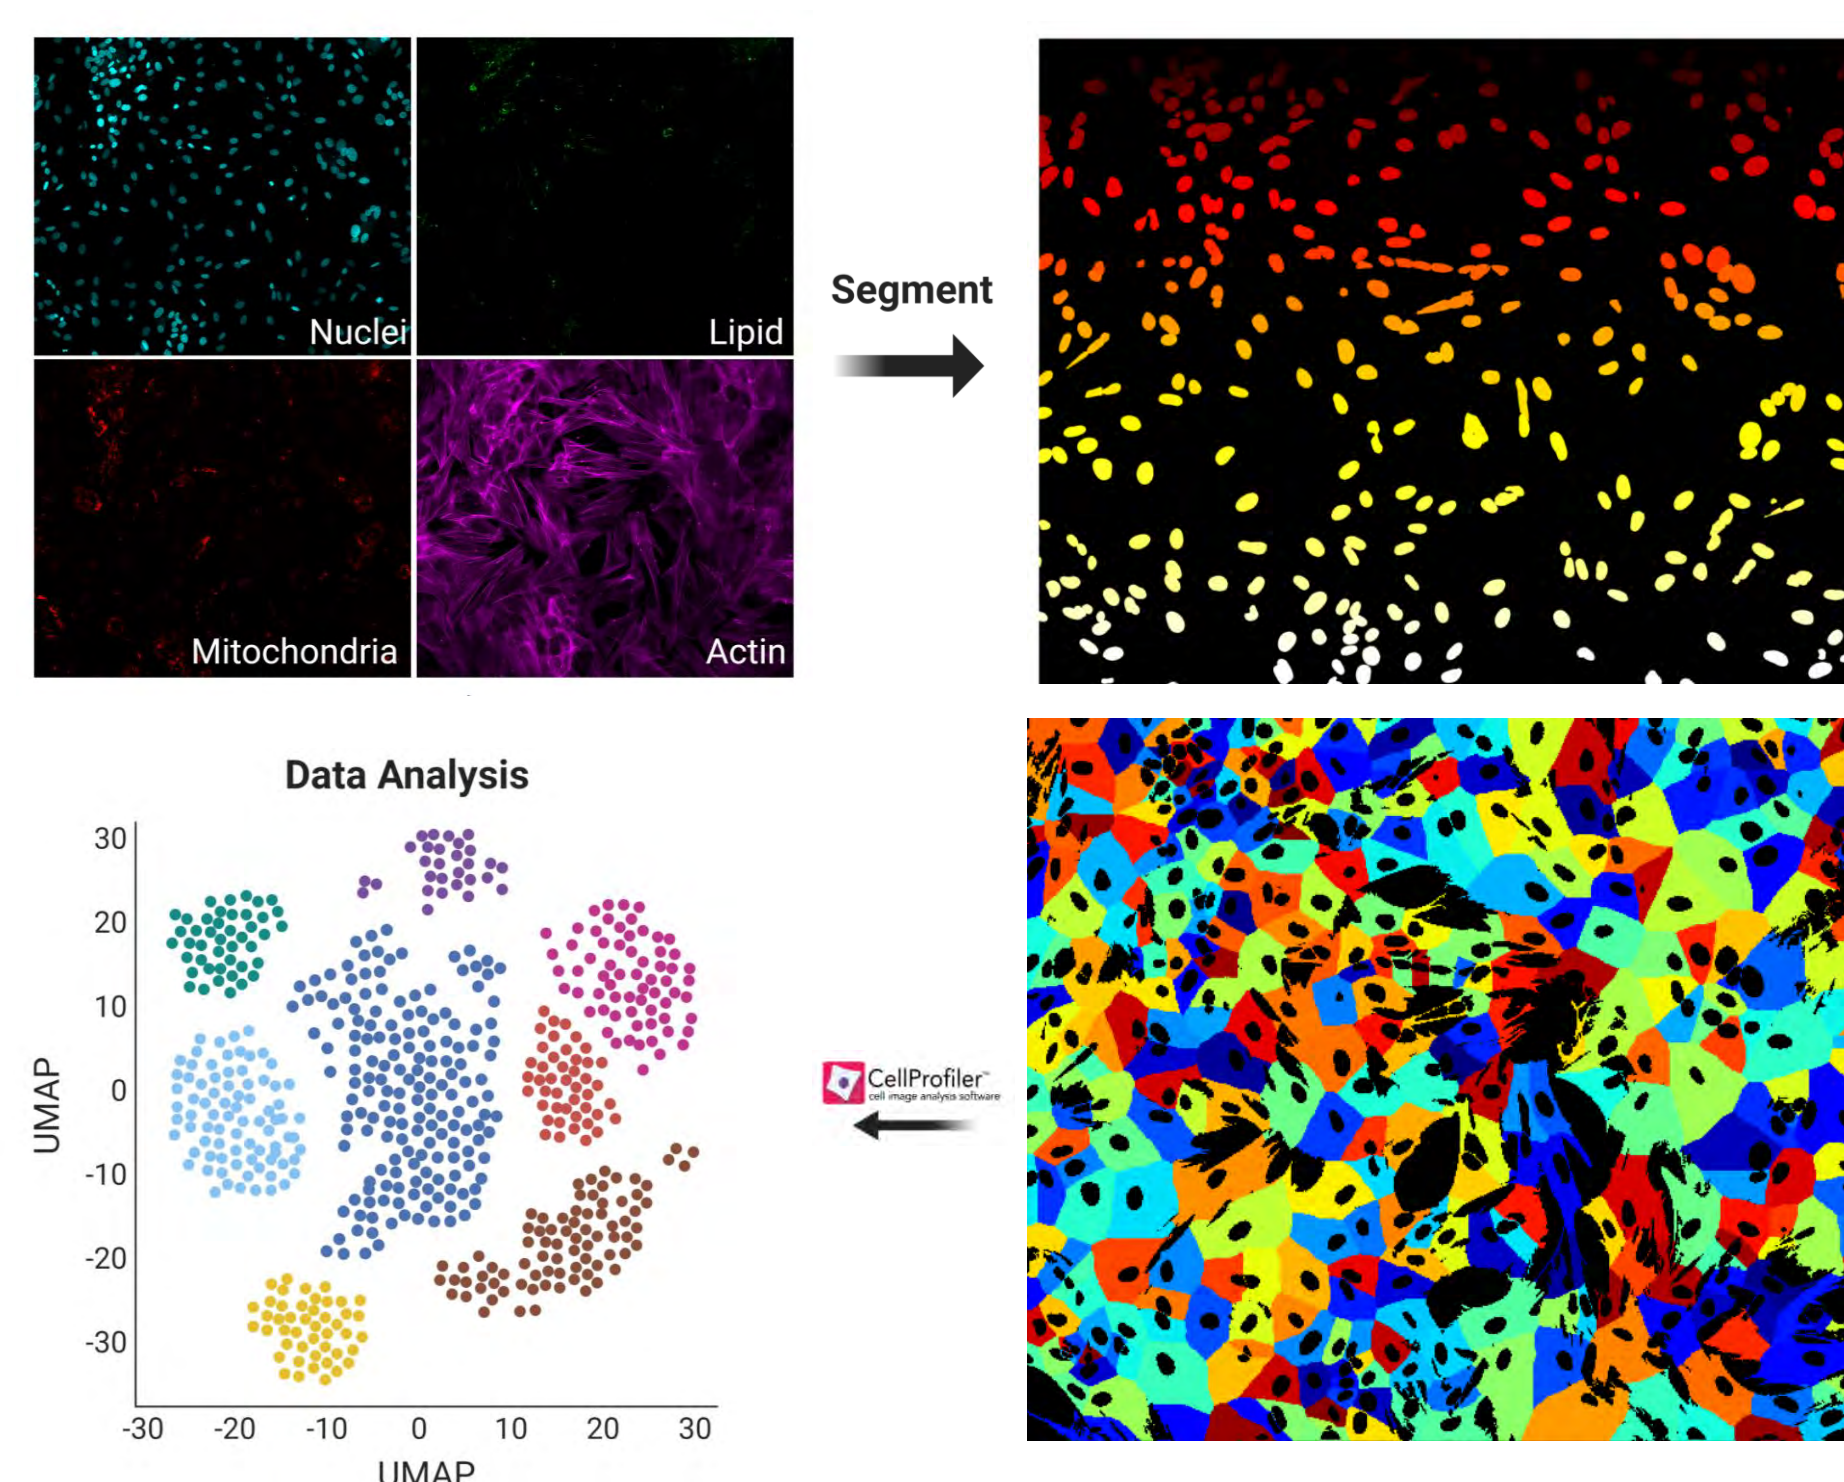 Nuclei
Lipid
Mitochondria
Actin
Segment
Data Analysis
30
20
10
0
-10
-20
-30
UMAP
-30 -20 -10 0 10 20 30
UMAP
CellProfiler™
cell image analysis software